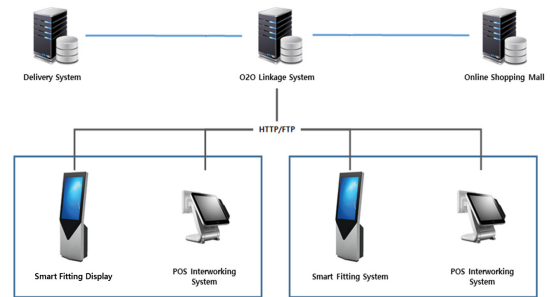 Delivery System
O2O Linkage System
Online Shopping Mall
HTTP/FTP
Smart Fitting Display
POS Interworking
System
Smart Fitting System
POS Interworking
System